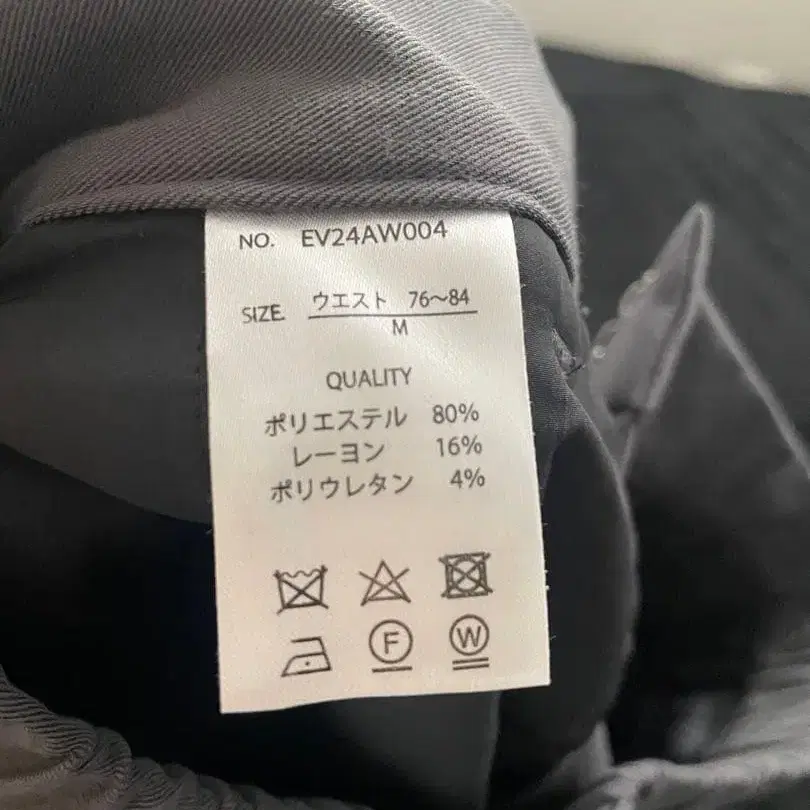 NO. EV24AW004
SIZE. ウエスト 76～84
M
QUALITY
ポリエステル 80%
レーヨン 16%
ポリウレタン 4%
F W